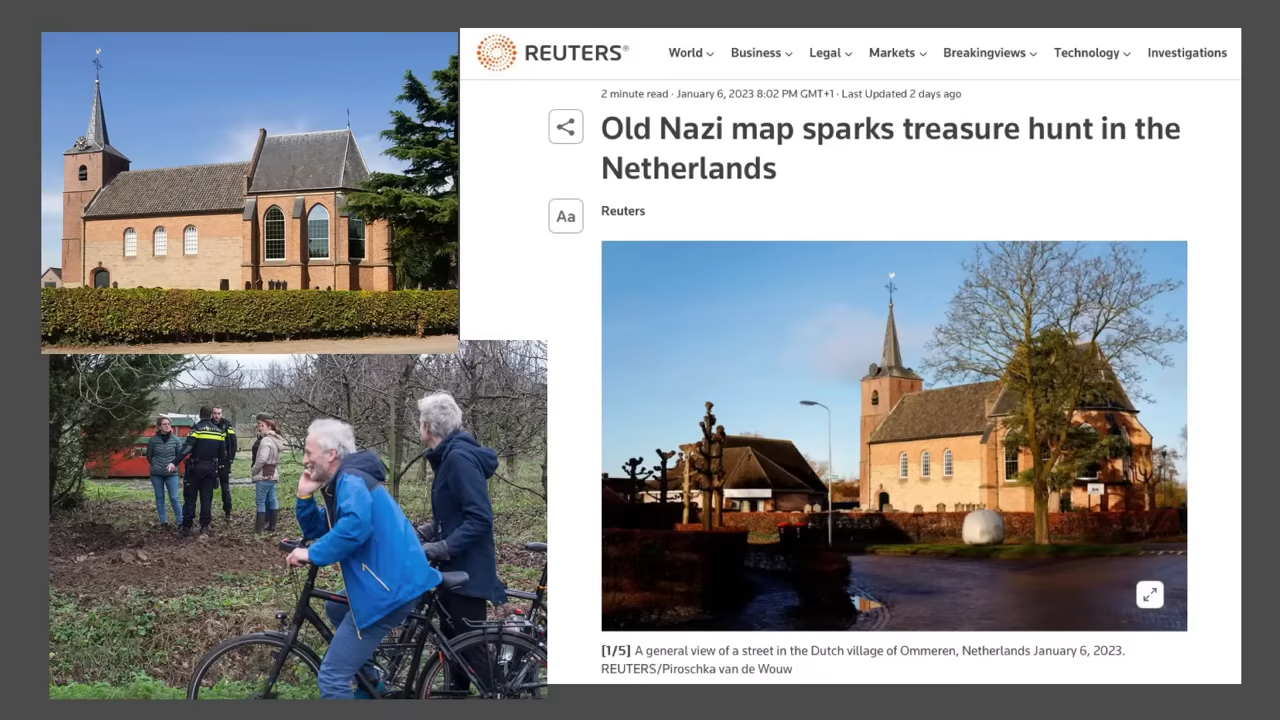 REUTERS®
World Business Legal Markets Breakingviews Technology Investigations
2 minute read · January 6, 2023 8:02 PM GMT+1 · Last Updated 2 days ago
Old Nazi map sparks treasure hunt in the
Netherlands
Aa
Reuters
[1/5] A general view of a street in the Dutch village of Ommeren, Netherlands January 6, 2023.
REUTERS/Piroschka van de Wouw